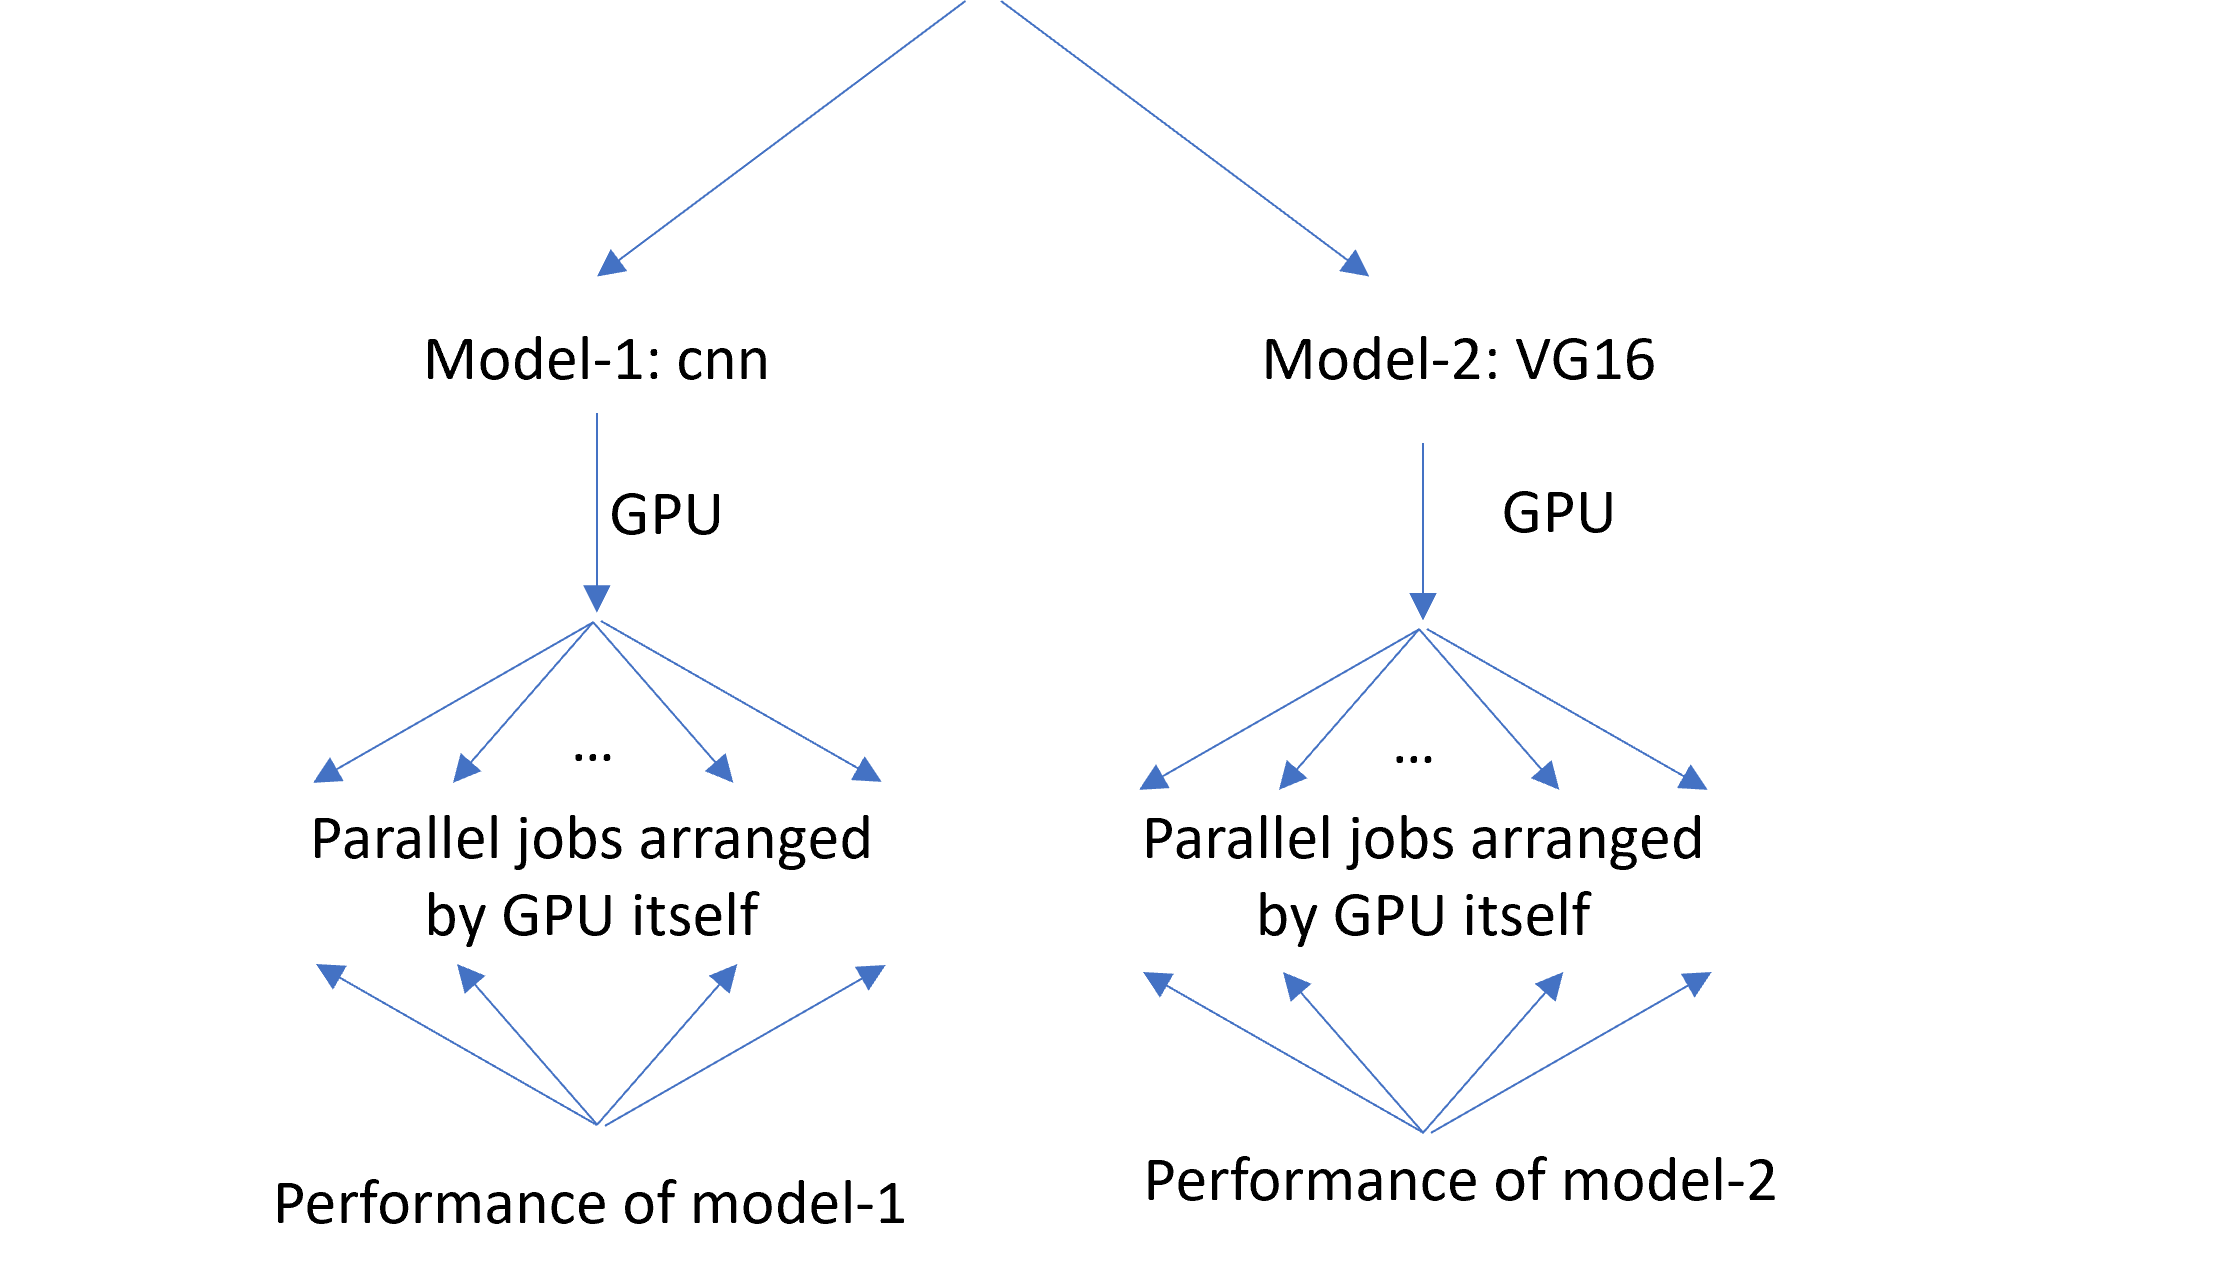 Model-1: cnn
Model-2: VG16
GPU
GPU
...
...
Parallel jobs arranged
by GPU itself
Parallel jobs arranged
by GPU itself
Performance of model-1
Performance of model-2